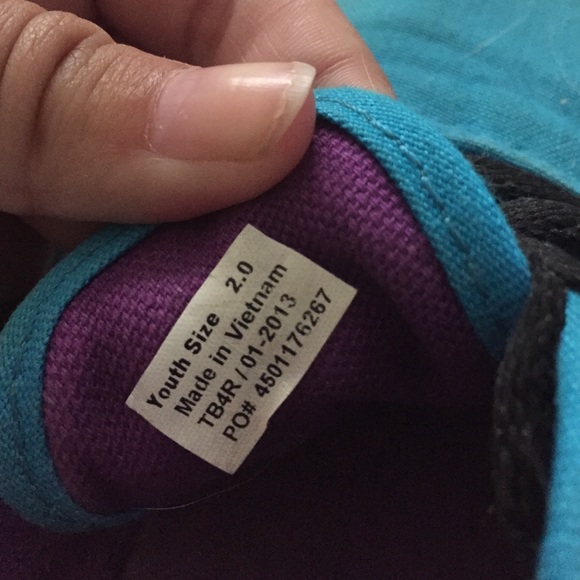 Youth Size 2.0
Made in Vietnam
TB4R / 01-2013
PO# 4501176267